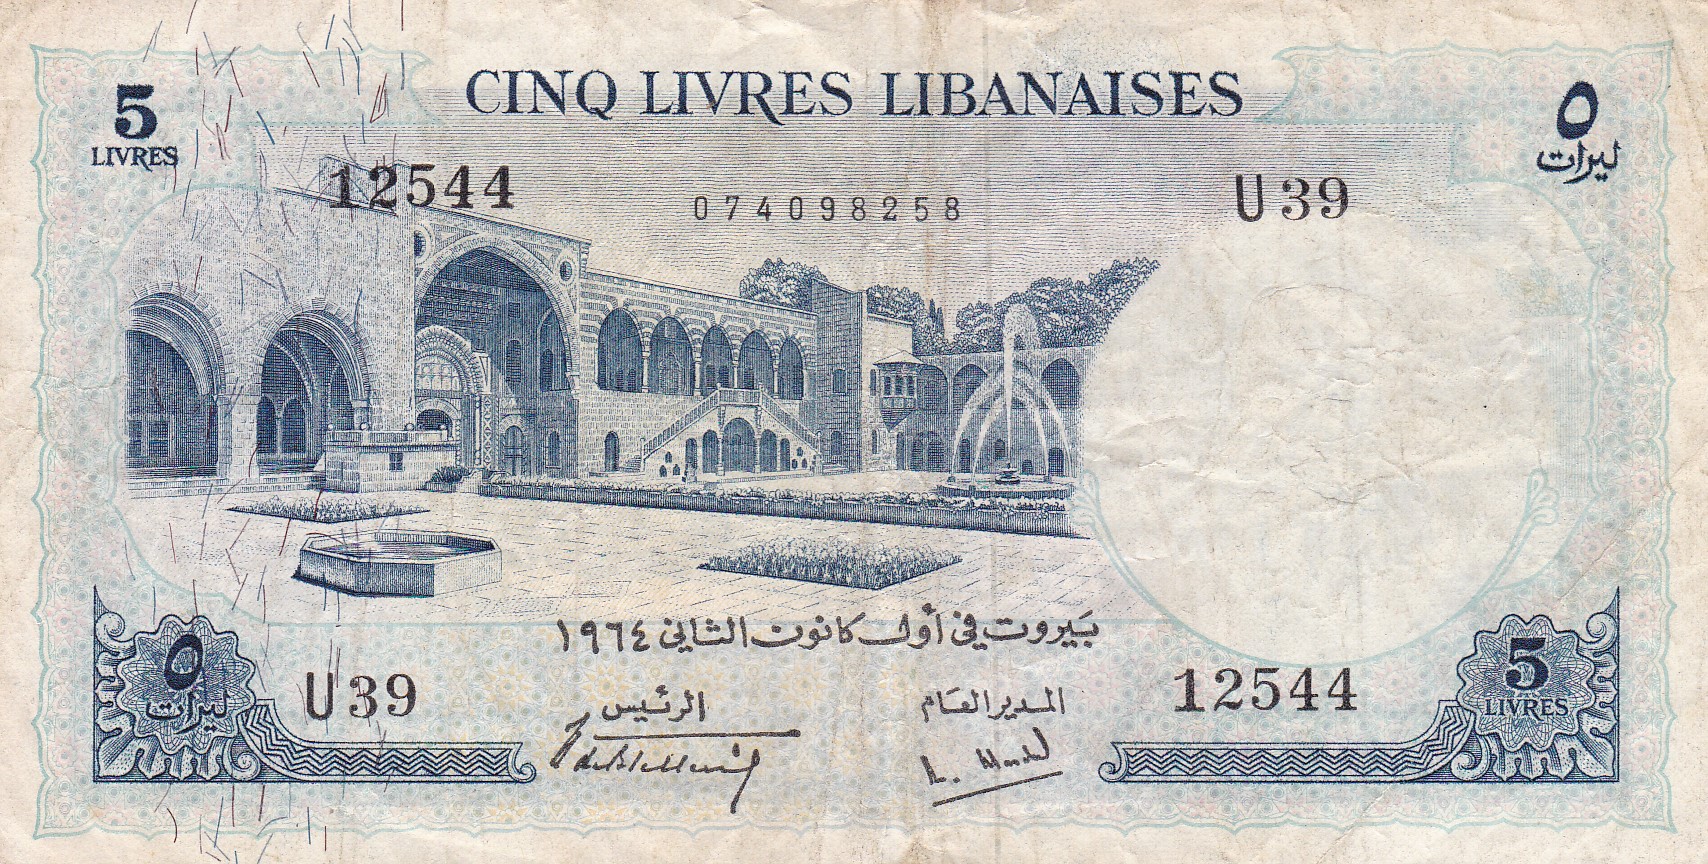 CINQ LIVRES LIBANAISES
5
LIVRES
٥
ليرات
12544
074098258
U39
بيروت في أول كانون الثاني ١٩٦٤
٥
ليرات
U39
الرئيس
المدير العام
12544
5
LIVRES